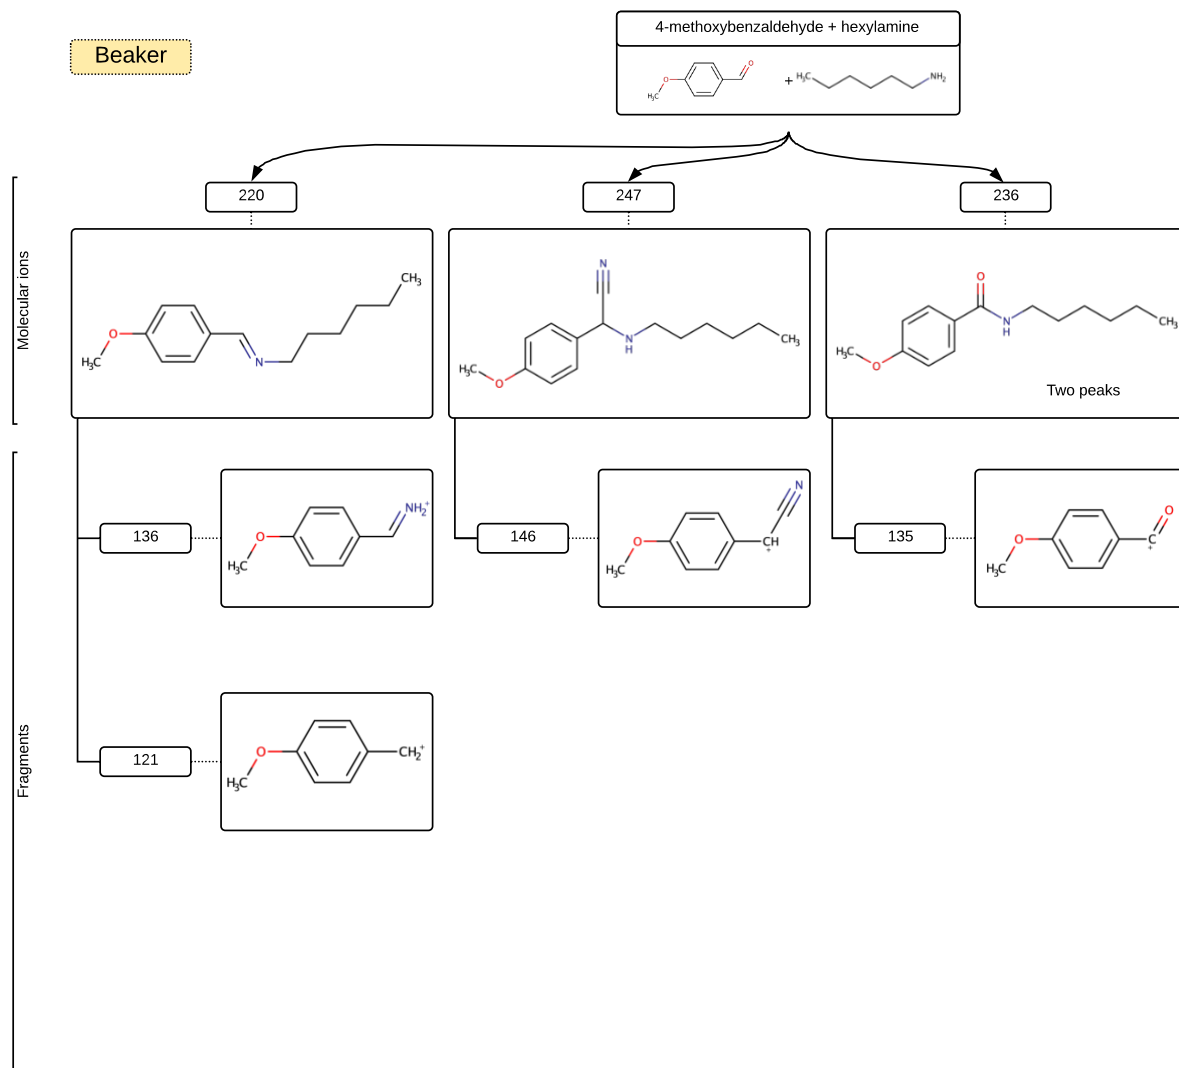 Beaker
4-methoxybenzaldehyde + hexylamine
O
O
H3C
+
H3C
NH2
Molecular ions
220
247
236
O
H3C
N
CH3
N
N
H
H3C
O
CH3
O
N
H
H3C
O
CH3
Two peaks
Fragments
136
O
H3C
NH2+
146
O
H3C
N
CH
+
135
O
H3C
O
C
+
121
O
H3C
CH2+